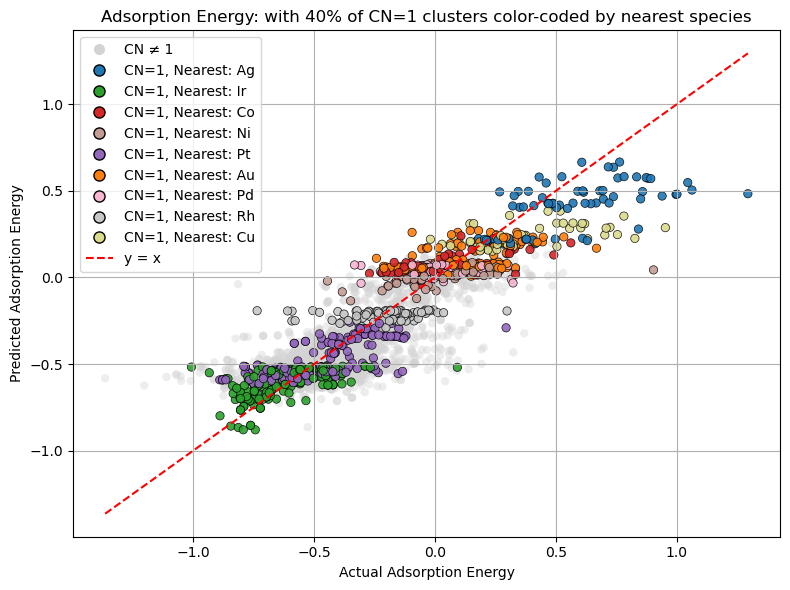 Adsorption Energy: with 40% of CN=1 clusters color-coded by nearest species
CN ≠ 1
CN=1, Nearest: Ag
CN=1, Nearest: Ir
CN=1, Nearest: Co
CN=1, Nearest: Ni
CN=1, Nearest: Pt
CN=1, Nearest: Au
CN=1, Nearest: Pd
CN=1, Nearest: Rh
CN=1, Nearest: Cu
y = x
1.0
0.5
0.0
−0.5
−1.0
Predicted Adsorption Energy
−1.0 −0.5 0.0 0.5 1.0
Actual Adsorption Energy